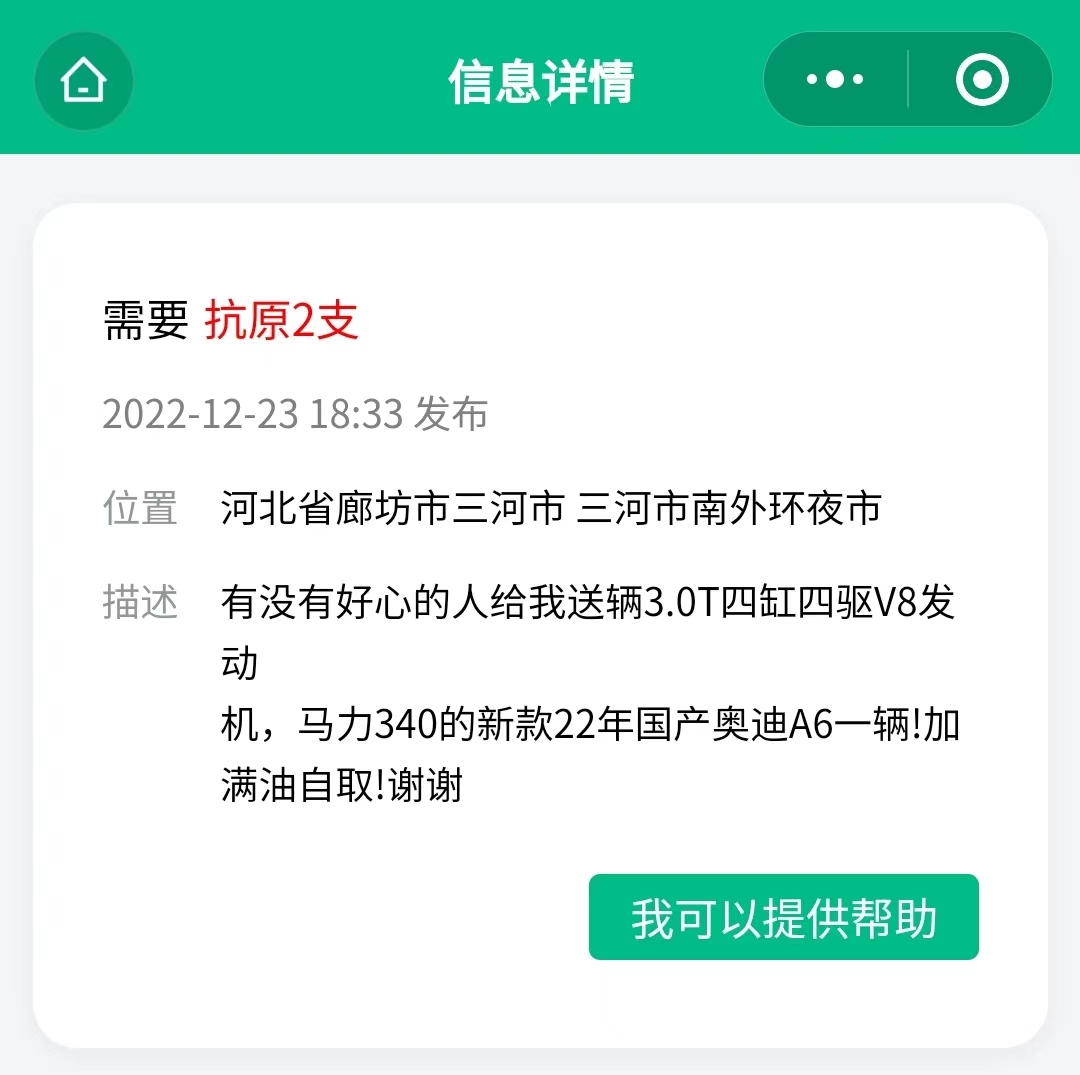 信息详情
需要 抗原2支
2022-12-23 18:33 发布
位置 河北省廊坊市三河市 三河市南外环夜市
描述 有没有好心的人给我送辆3.0T四缸四驱V8发
动
机，马力340的新款22年国产奥迪A6一辆!加
满油自取!谢谢
我可以提供帮助